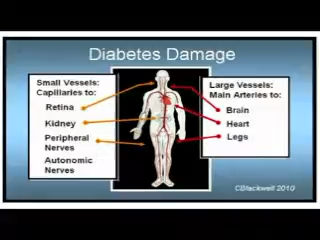 Diabetes Damage
Small Vessels:
Capillaries to:
Retina
Kidney
Peripheral
Nerves
Autonomic
Nerves
Large Vessels:
Main Arteries to:
Brain
Heart
Legs
CBlackwell 2010